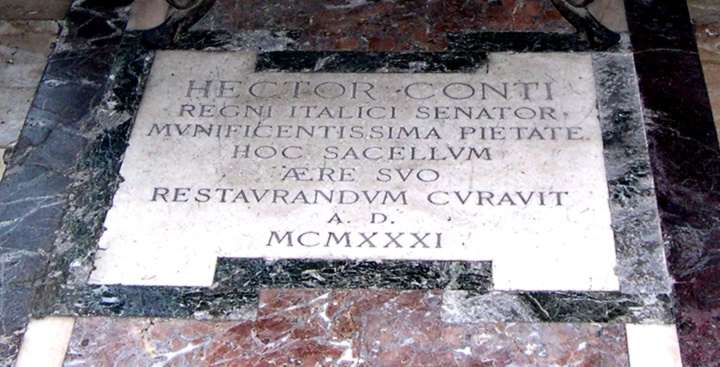 HECTOR · CONTI
REGNI ITALICI SENATOR
MVNIFICENTISSIMA PIETATE
HOC SACELLVM
ÆRE SVO
RESTAVRANDVM CVRAVIT
A. D.
MCMXXXI